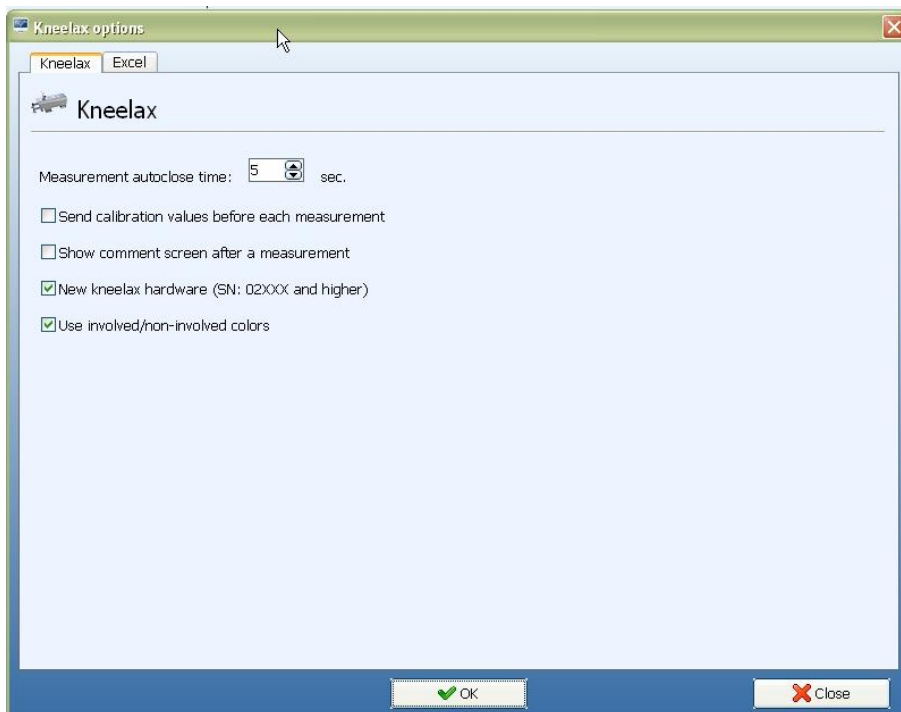 Kneelax options
Kneelax Excel
Kneelax
Measurement autoclose time: 5 sec.
Send calibration values before each measurement
Show comment screen after a measurement
New kneelax hardware (SN: 02XXX and higher)
Use involved/non-involved colors
OK Close